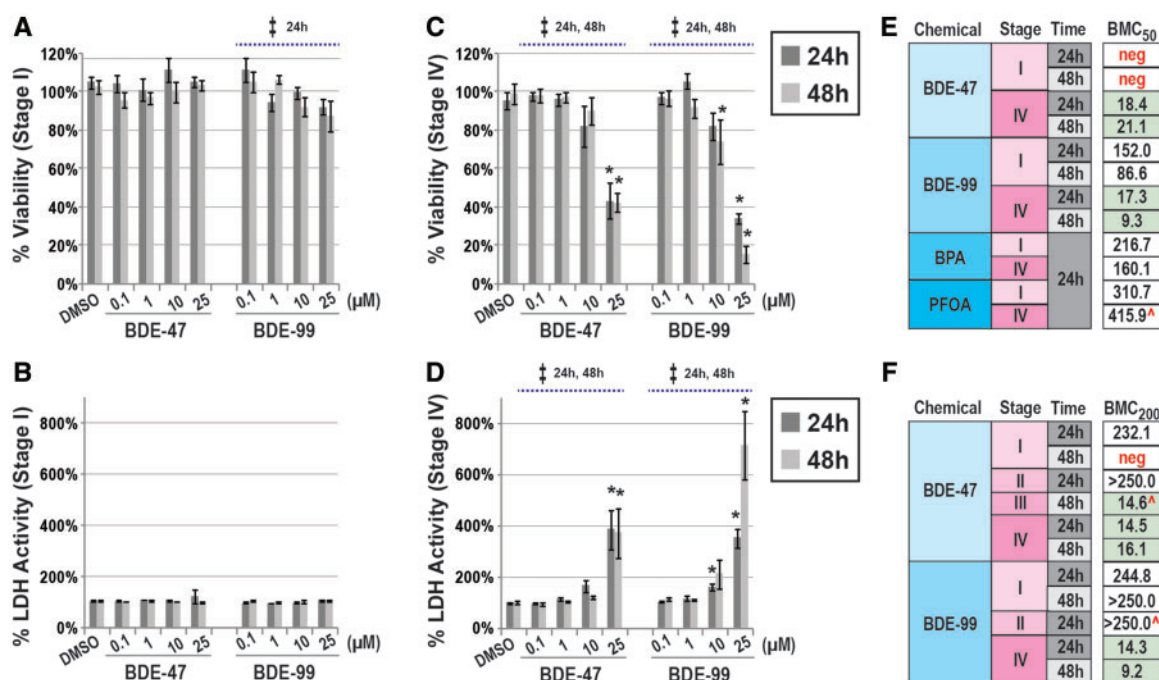 A
24h
% Viability (Stage I)
120%
100%
80%
60%
40%
20%
0%
DMSO 0.1 1 10 25 0.1 1 10 25 (µM)
BDE-47 BDE-99
B
% LDH Activity (Stage I)
800%
600%
400%
200%
0%
DMSO 0.1 1 10 25 0.1 1 10 25 (µM)
BDE-47 BDE-99
C
24h, 48h 24h, 48h
24h
48h
% Viability (Stage IV)
120%
100%
80%
60%
40%
20%
0%
* * * * *
DMSO 0.1 1 10 25 0.1 1 10 25 (µM)
BDE-47 BDE-99
D
24h, 48h 24h, 48h
24h
48h
% LDH Activity (Stage IV)
800%
600%
400%
200%
0%
* * * * *
DMSO 0.1 1 10 25 0.1 1 10 25 (µM)
BDE-47 BDE-99
E
Chemical Stage Time BMC50
BDE-47 I 24h neg
48h neg
IV 24h 18.4
48h 21.1
BDE-99 I 24h 152.0
48h 86.6
IV 24h 17.3
48h 9.3
BPA I 24h 216.7
IV 160.1
PFOA I 310.7
IV 415.9^
F
Chemical Stage Time BMC200
BDE-47 I 24h 232.1
48h neg
II 24h >250.0
III 48h 14.6^
IV 24h 14.5
48h 16.1
BDE-99 I 24h 244.8
48h >250.0
II 24h >250.0^
IV 24h 14.3
48h 9.2